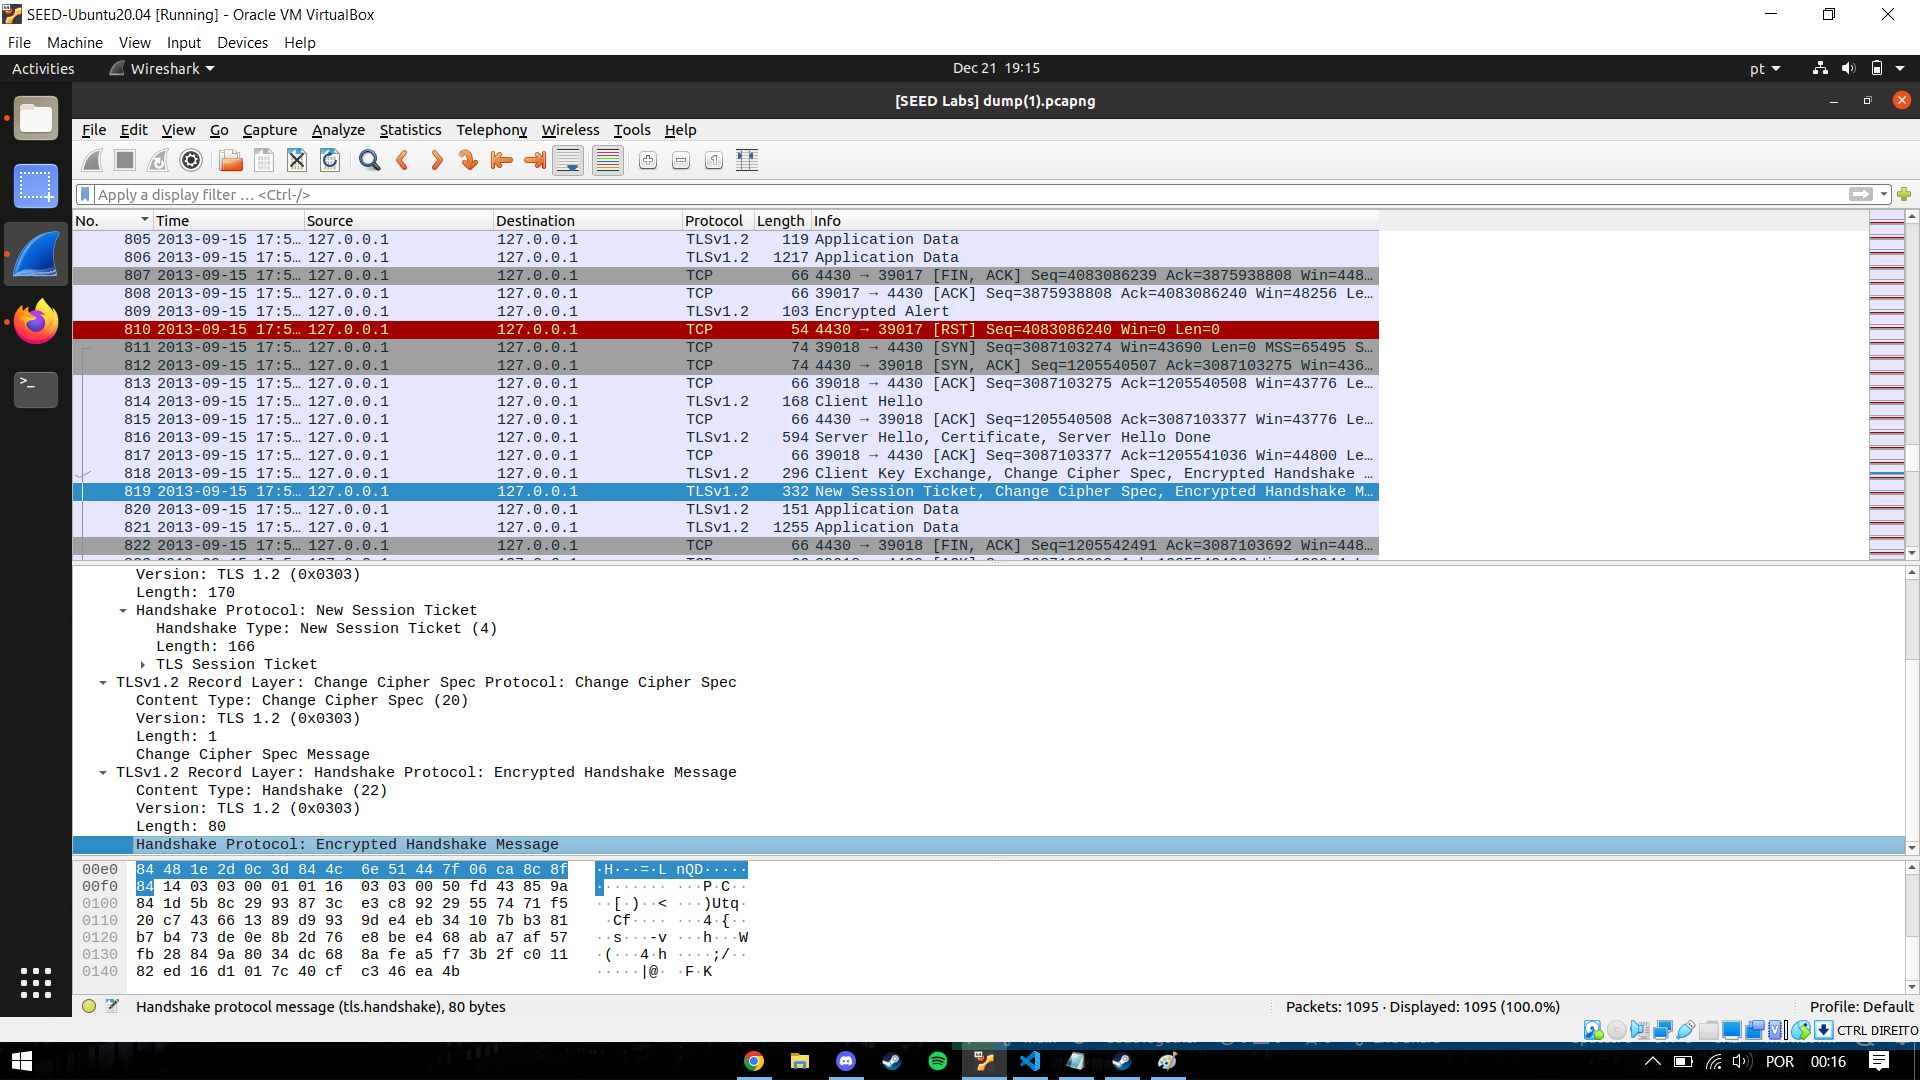 SEED-Ubuntu20.04 [Running] - Oracle VM VirtualBox
File Machine View Input Devices Help
Activities Wireshark Dec 21 19:15 pt
[SEED Labs] dump(1).pcapng
File Edit View Go Capture Analyze Statistics Telephony Wireless Tools Help
Apply a display filter … <Ctrl-/>
No. Time Source Destination Protocol Length Info
805 2013-09-15 17:5… 127.0.0.1 127.0.0.1 TLSv1.2 119 Application Data
806 2013-09-15 17:5… 127.0.0.1 127.0.0.1 TLSv1.2 1217 Application Data
807 2013-09-15 17:5… 127.0.0.1 127.0.0.1 TCP 66 4430 → 39017 [FIN, ACK] Seq=4083086239 Ack=3875938808 Win=448…
808 2013-09-15 17:5… 127.0.0.1 127.0.0.1 TCP 66 39017 → 4430 [ACK] Seq=3875938808 Ack=4083086240 Win=48256 Le…
809 2013-09-15 17:5… 127.0.0.1 127.0.0.1 TLSv1.2 103 Encrypted Alert
810 2013-09-15 17:5… 127.0.0.1 127.0.0.1 TCP 54 4430 → 39017 [RST] Seq=4083086240 Win=0 Len=0
811 2013-09-15 17:5… 127.0.0.1 127.0.0.1 TCP 74 39018 → 4430 [SYN] Seq=3087103274 Win=43690 Len=0 MSS=65495 S…
812 2013-09-15 17:5… 127.0.0.1 127.0.0.1 TCP 74 4430 → 39018 [SYN, ACK] Seq=1205540507 Ack=3087103275 Win=436…
813 2013-09-15 17:5… 127.0.0.1 127.0.0.1 TCP 66 39018 → 4430 [ACK] Seq=3087103275 Ack=1205540508 Win=43776 Le…
814 2013-09-15 17:5… 127.0.0.1 127.0.0.1 TLSv1.2 168 Client Hello
815 2013-09-15 17:5… 127.0.0.1 127.0.0.1 TCP 66 4430 → 39018 [ACK] Seq=1205540508 Ack=3087103377 Win=43776 Le…
816 2013-09-15 17:5… 127.0.0.1 127.0.0.1 TLSv1.2 594 Server Hello, Certificate, Server Hello Done
817 2013-09-15 17:5… 127.0.0.1 127.0.0.1 TCP 66 39018 → 4430 [ACK] Seq=3087103377 Ack=1205541036 Win=44800 Le…
818 2013-09-15 17:5… 127.0.0.1 127.0.0.1 TLSv1.2 296 Client Key Exchange, Change Cipher Spec, Encrypted Handshake …
819 2013-09-15 17:5… 127.0.0.1 127.0.0.1 TLSv1.2 332 New Session Ticket, Change Cipher Spec, Encrypted Handshake M…
820 2013-09-15 17:5… 127.0.0.1 127.0.0.1 TLSv1.2 151 Application Data
821 2013-09-15 17:5… 127.0.0.1 127.0.0.1 TLSv1.2 1255 Application Data
822 2013-09-15 17:5… 127.0.0.1 127.0.0.1 TCP 66 4430 → 39018 [FIN, ACK] Seq=1205542491 Ack=3087103692 Win=448…
Version: TLS 1.2 (0x0303)
Length: 170
Handshake Protocol: New Session Ticket
Handshake Type: New Session Ticket (4)
Length: 166
TLS Session Ticket
TLSv1.2 Record Layer: Change Cipher Spec Protocol: Change Cipher Spec
Content Type: Change Cipher Spec (20)
Version: TLS 1.2 (0x0303)
Length: 1
Change Cipher Spec Message
TLSv1.2 Record Layer: Handshake Protocol: Encrypted Handshake Message
Content Type: Handshake (22)
Version: TLS 1.2 (0x0303)
Length: 80
Handshake Protocol: Encrypted Handshake Message
00e0 84 48 1e 2d 0c 3d 84 4c 6e 51 44 7f 06 ca 8c 8f ·H·-·=·L nQD·····
00f0 84 14 03 03 00 01 01 16 03 03 00 50 fd 43 85 9a ········ ···P·C··
0100 84 1d 5b 8c 29 93 87 3c e3 c8 92 29 55 74 71 f5 ··[·)··< ···)Utq·
0110 20 c7 43 66 13 89 d9 93 9d e4 eb 34 10 7b b3 81 ·Cf···· ···4·{··
0120 b7 b4 73 de 0e 8b 2d 76 e8 be e4 68 ab a7 af 57 ··s···-v ···h···W
0130 fb 28 84 9a 80 34 dc 68 8a fe a5 f7 3b 2f c0 11 ·(···4·h ····;/··
0140 82 ed 16 d1 01 7c 40 cf c3 46 ea 4b ·····|@· ·F·K
Handshake protocol message (tls.handshake), 80 bytes Packets: 1095 · Displayed: 1095 (100.0%) Profile: Default
CTRL DIREITO
POR 00:16